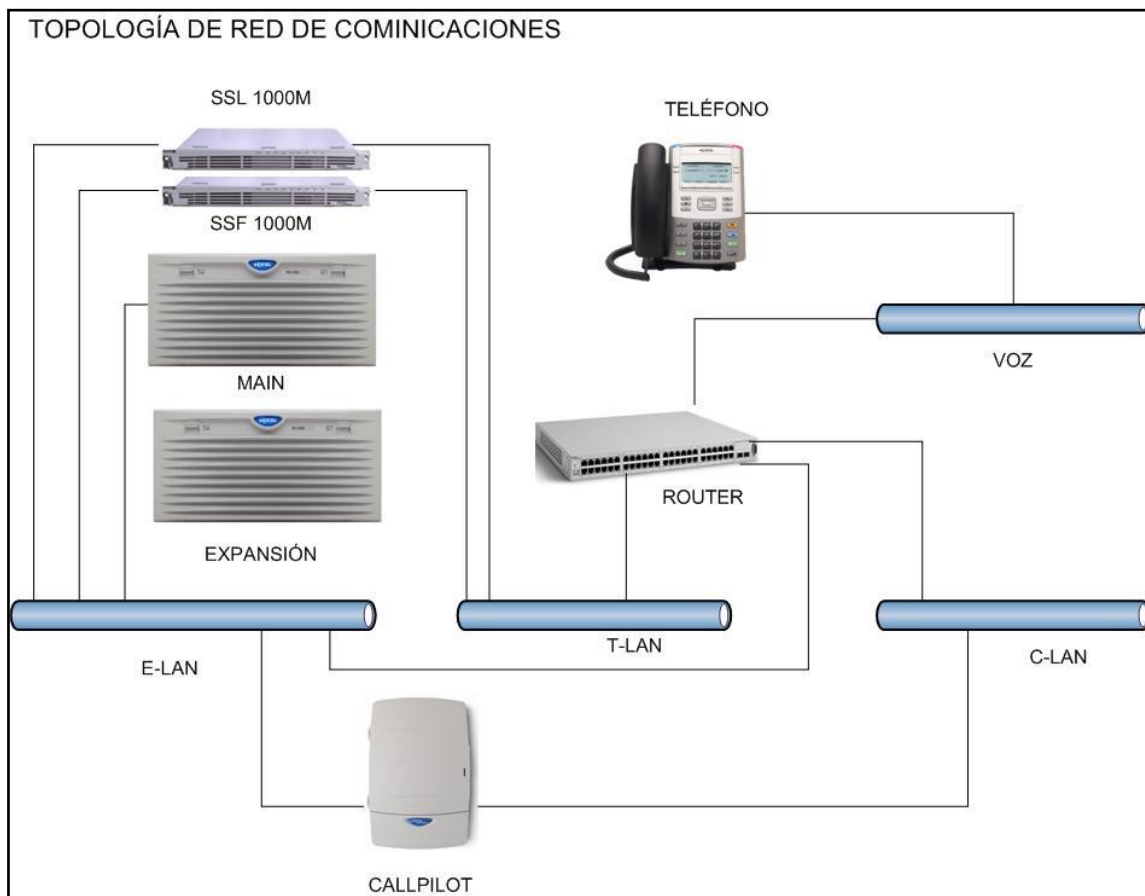 TOPOLOGÍA DE RED DE COMINICACIONES
SSL 1000M
TELÉFONO
SSF 1000M
MAIN
VOZ
ROUTER
EXPANSIÓN
E-LAN
T-LAN
C-LAN
CALLPILOT